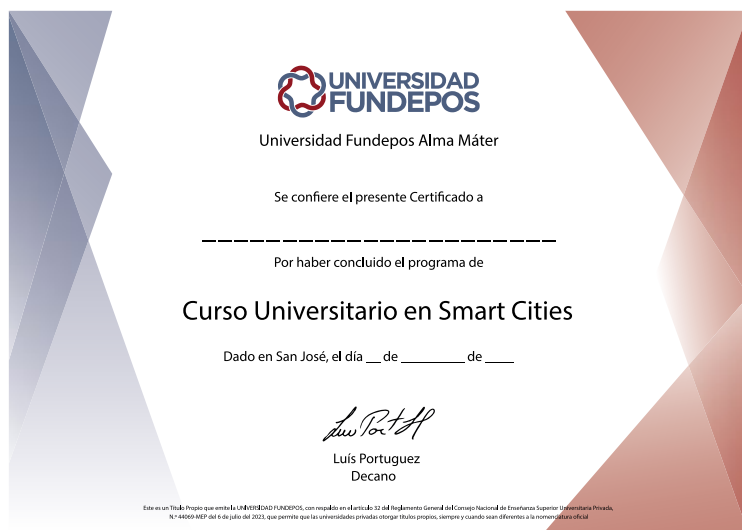 UNIVERSIDAD
FUNDEPOS
Universidad Fundepos Alma Máter
Se confiere el presente Certificado a
Por haber concluido el programa de
Curso Universitario en Smart Cities
Dado en San José, el día __ de ________ de ____
Luís Portuguez
Decano
Este es un Título Propio que emite la UNIVERSIDAD FUNDEPOS, con respaldo en el artículo 32 del Reglamento General del Consejo Nacional de Enseñanza Superior Universitaria Privada,
N.º 44069-MEP del 6 de julio del 2023, que permite que las universidades privadas otorgar títulos propios, siempre y cuando sean diferentes a la nomenclatura oficial